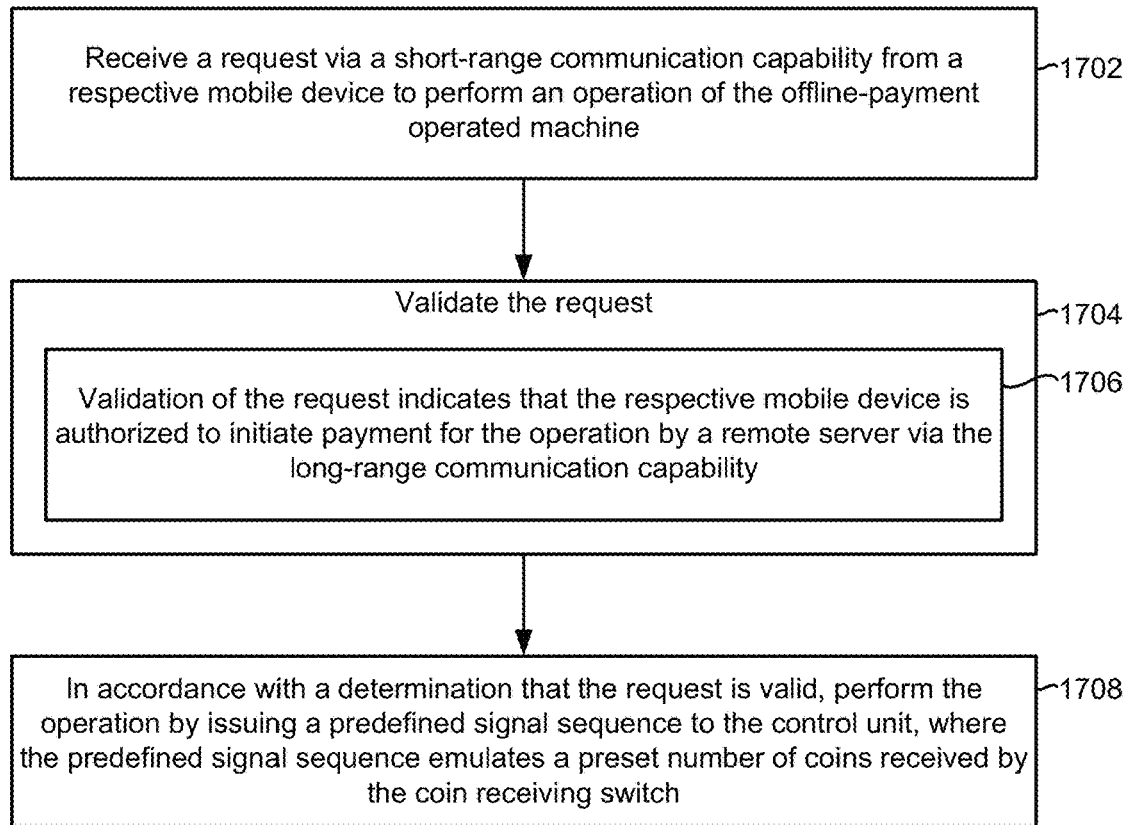 Receive a request via a short-range communication capability from a
respective mobile device to perform an operation of the offline-payment
operated machine
1702
Validate the request
1704
Validation of the request indicates that the respective mobile device is
authorized to initiate payment for the operation by a remote server via the
long-range communication capability
1706
In accordance with a determination that the request is valid, perform the
operation by issuing a predefined signal sequence to the control unit, where
the predefined signal sequence emulates a preset number of coins received by
the coin receiving switch
1708